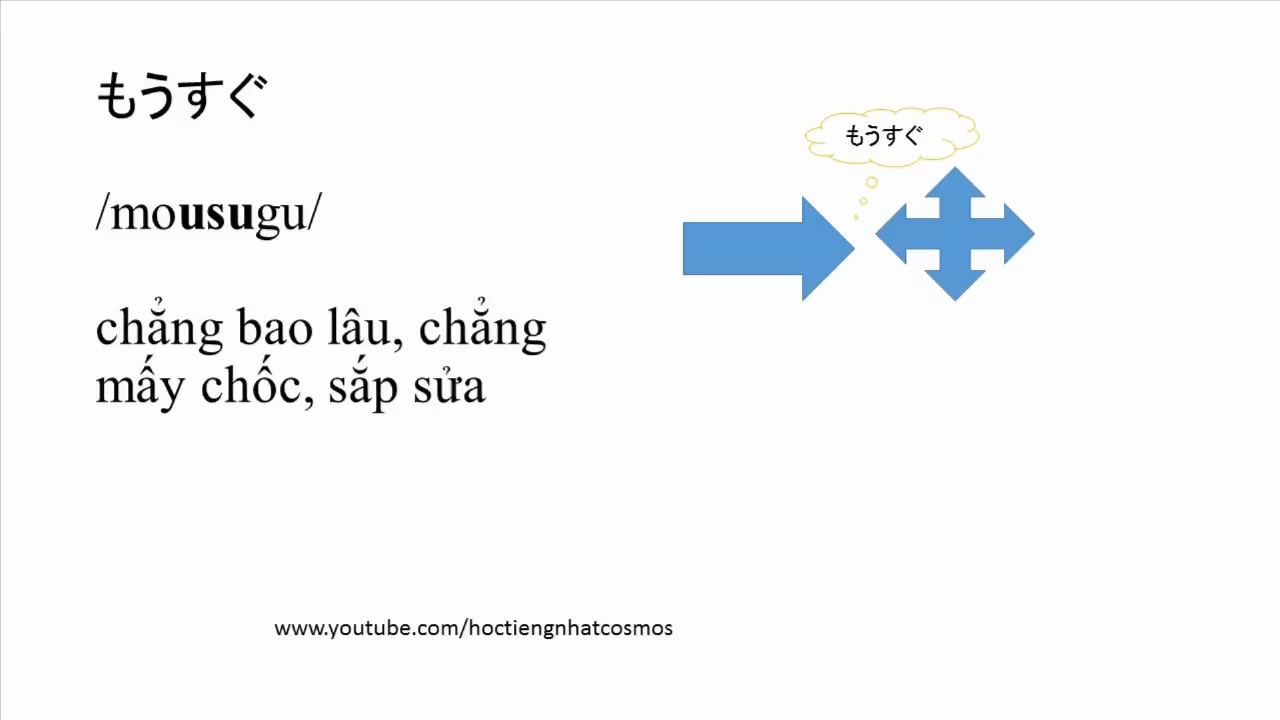 もうすぐ
もうすぐ
/mousugu/
chẳng bao lâu, chẳng
mấy chốc, sắp sửa
www.youtube.com/hoctiengnhatcosmos